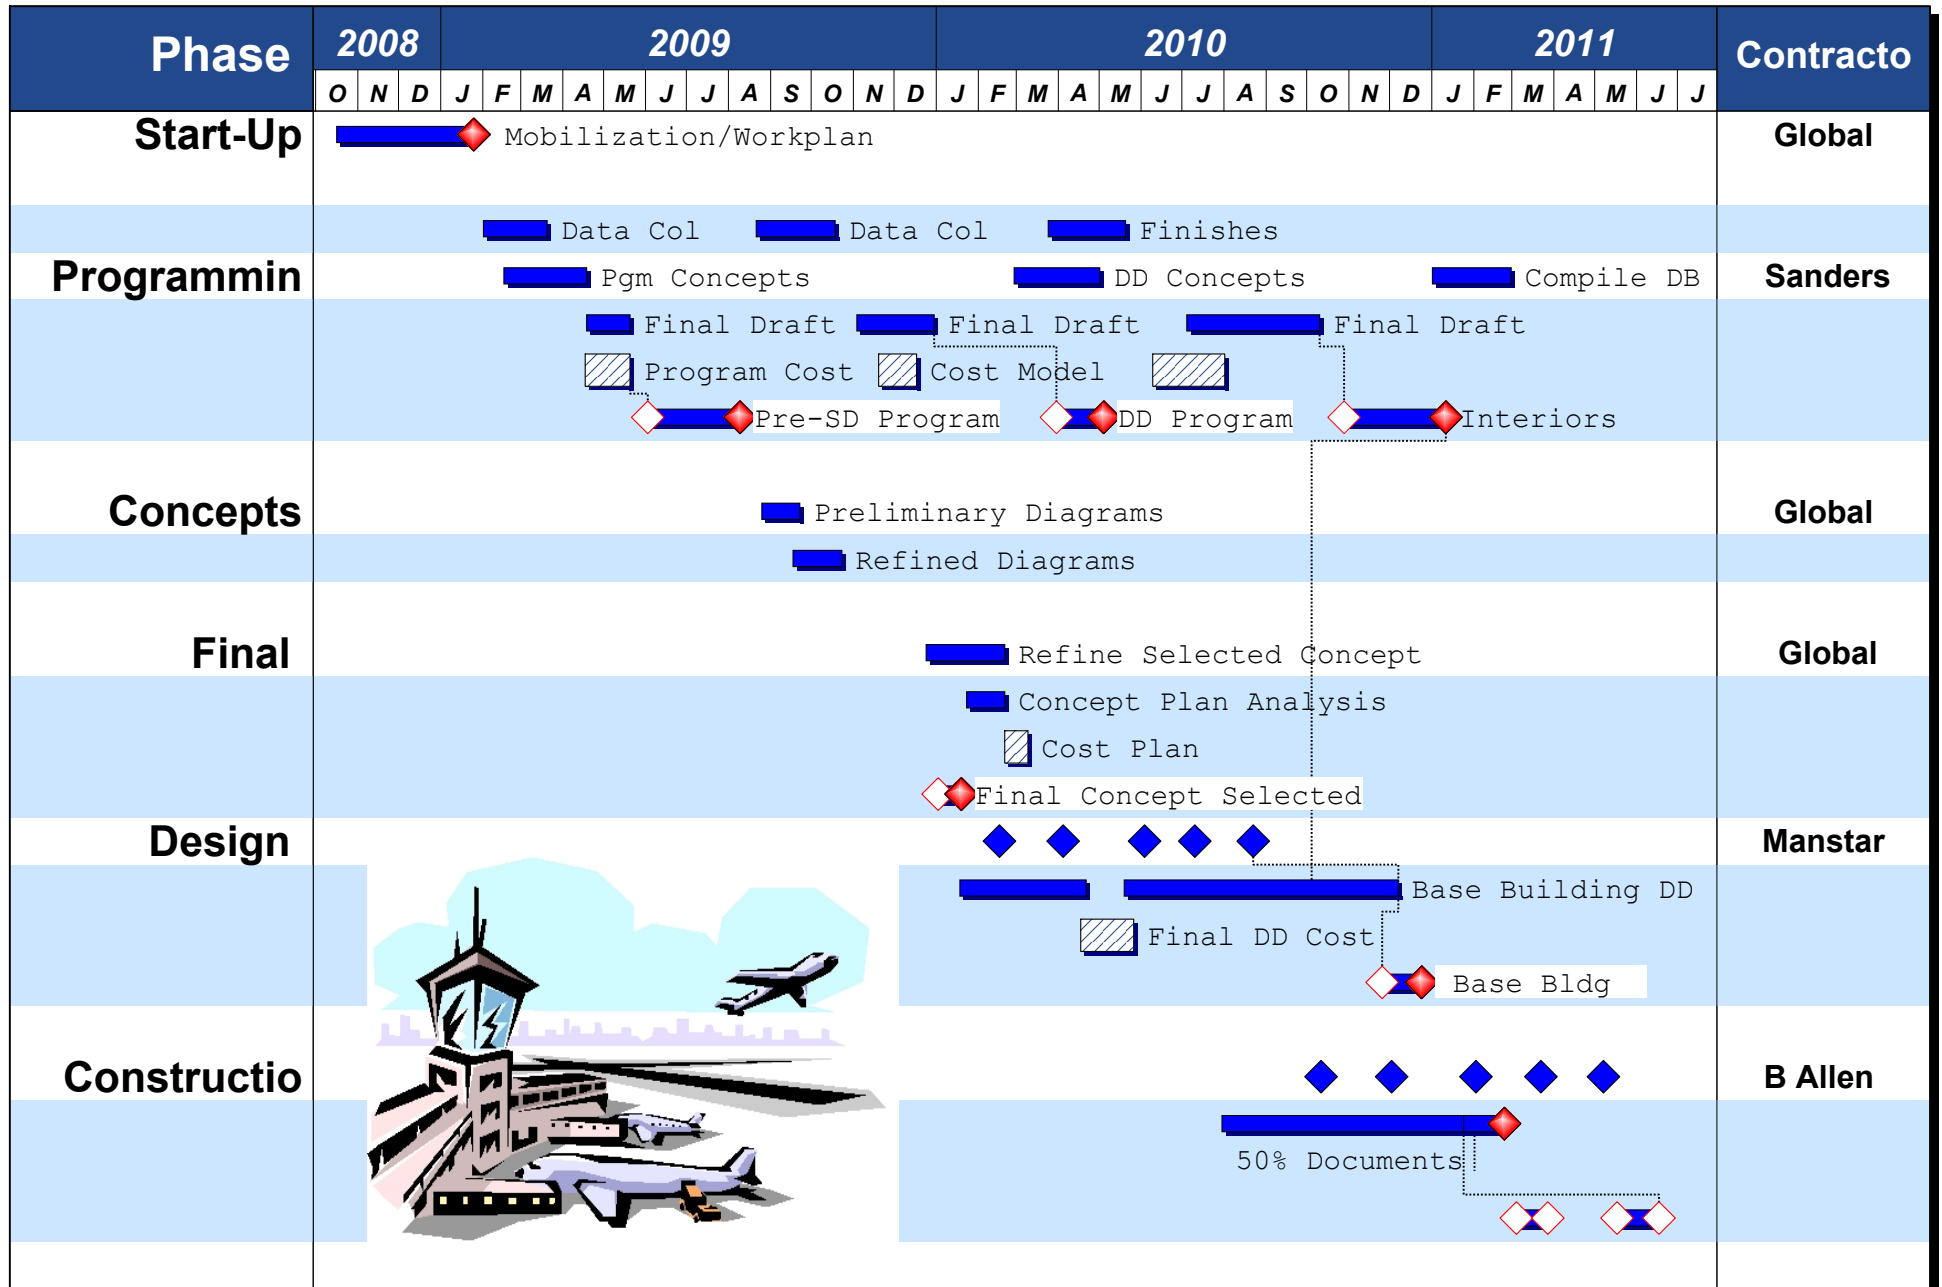 Phase 2008 2009 2010 2011 Contracto
O N D J F M A M J J A S O N D J F M A M J J A S O N D J F M A M J J
Start-Up Mobilization/Workplan Global
Data Col Data Col Finishes
Programmin Pgm Concepts DD Concepts Compile DB Sanders
Final Draft Final Draft Final Draft
Program Cost Cost Model
Pre-SD Program DD Program Interiors
Concepts Preliminary Diagrams Global
Refined Diagrams
Final Refine Selected Concept Global
Concept Plan Analysis
Cost Plan
Final Concept Selected
Design Manstar
Base Building DD
Final DD Cost
Base Bldg
Constructio B Allen
50% Documents